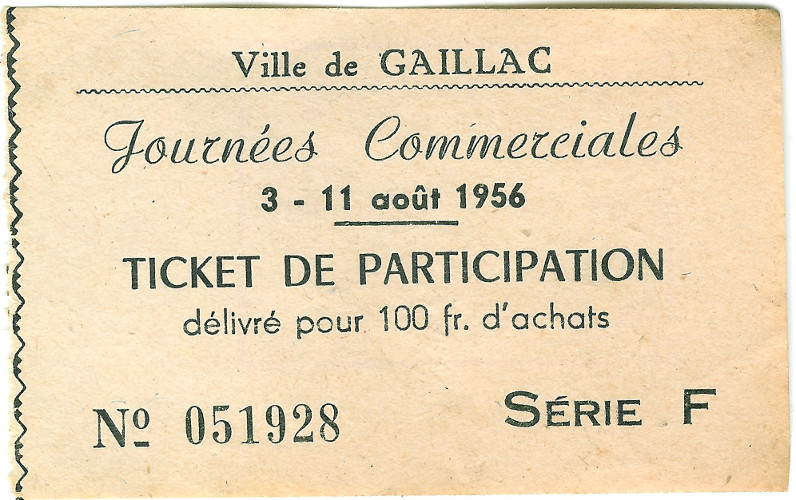 Ville de GAILLAC
Journées Commerciales
3 - 11 août 1956
TICKET DE PARTICIPATION
délivré pour 100 fr. d'achats
Nº 051928 SÉRIE F